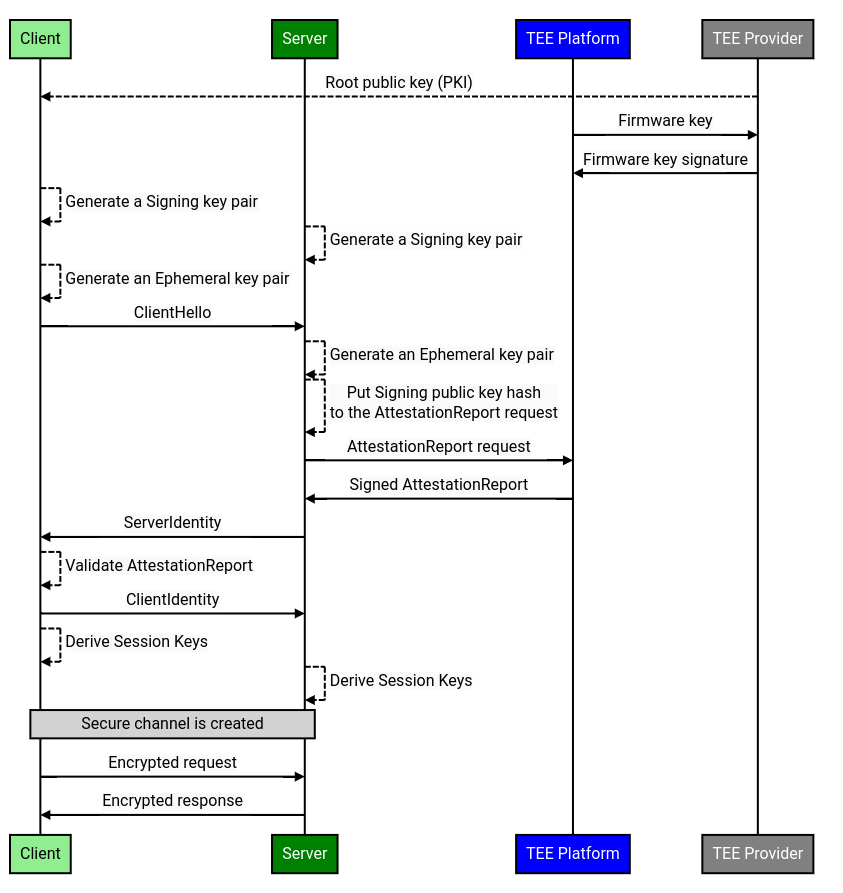 Client
Server
TEE Platform
TEE Provider
Root public key (PKI)
Firmware key
Firmware key signature
Generate a Signing key pair
Generate a Signing key pair
Generate an Ephemeral key pair
ClientHello
Generate an Ephemeral key pair
Put Signing public key hash
to the AttestationReport request
AttestationReport request
Signed AttestationReport
ServerIdentity
Validate AttestationReport
ClientIdentity
Derive Session Keys
Derive Session Keys
Secure channel is created
Encrypted request
Encrypted response
Client
Server
TEE Platform
TEE Provider